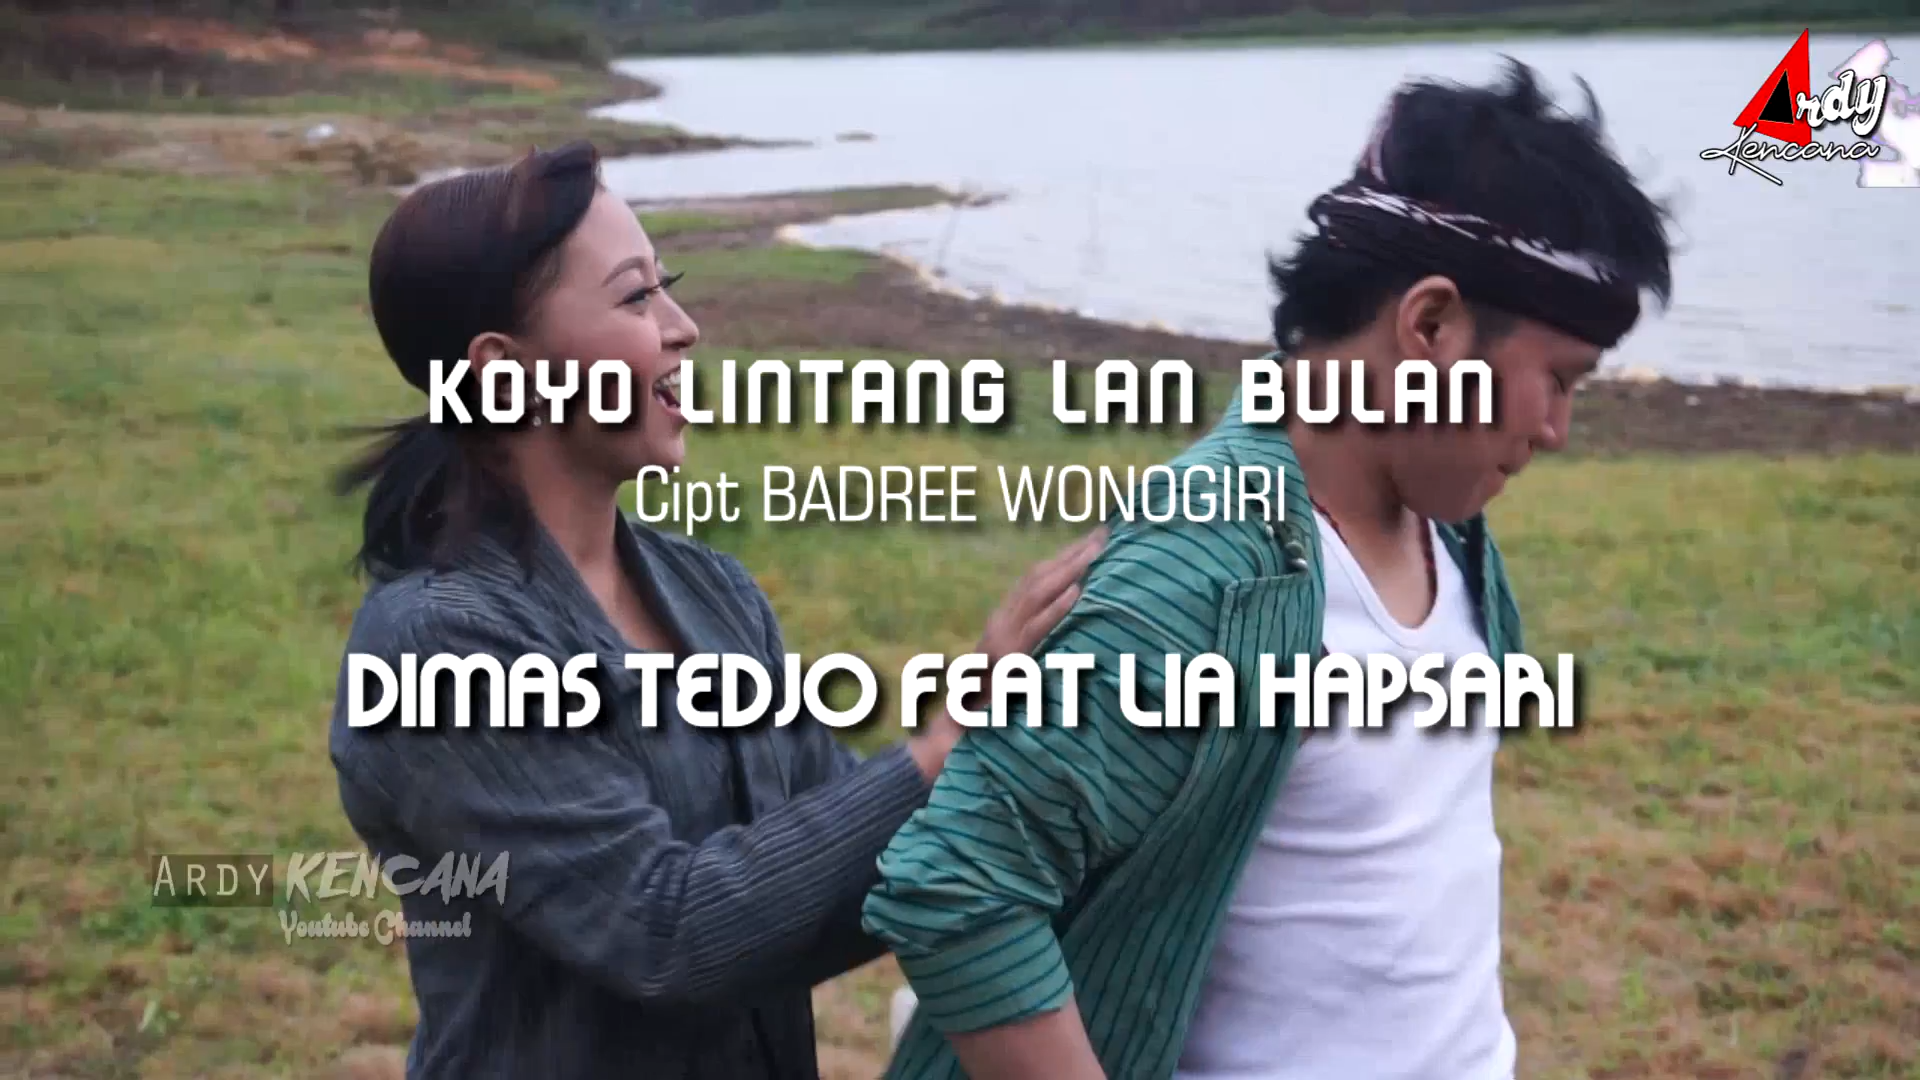 Ardy
Kencana
KOYO LINTANG LAN BULAN
Cipt BADREE WONOGIRI
DIMAS TEDJO FEAT LIA HAPSARI
ARDY KENCANA
Youtube Channel